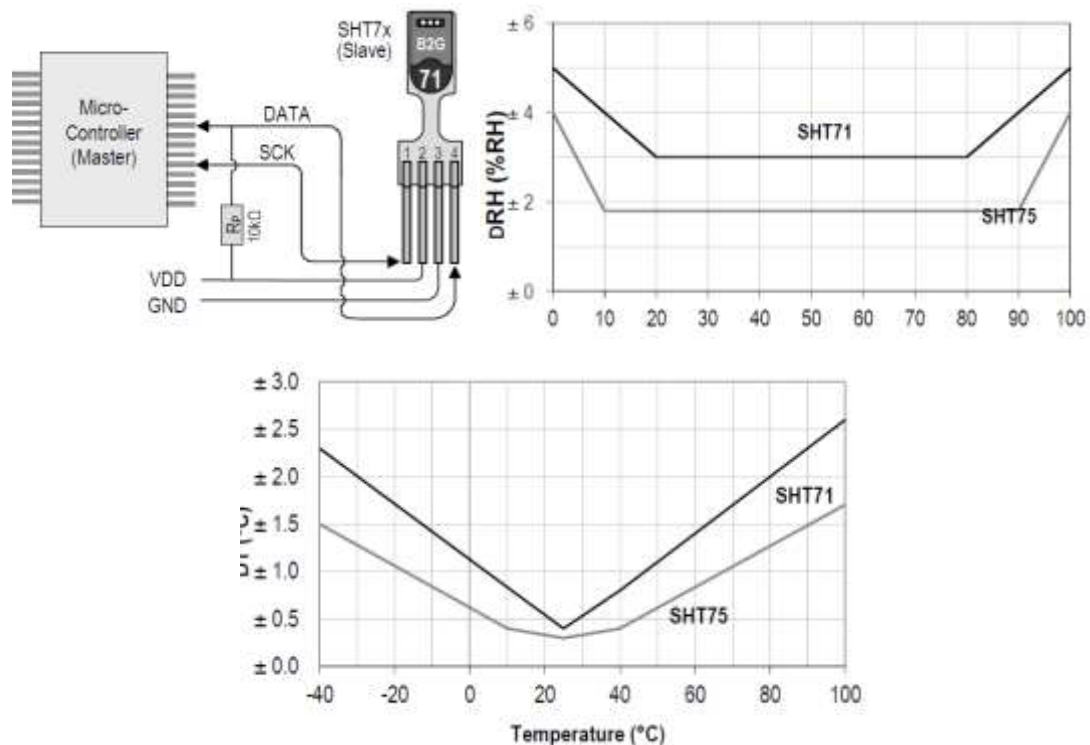 SHT7x
(Slave)
B2G
71
Micro-
Controller
(Master)
DATA
SCK
1 2 3 4
RP
10kΩ
VDD
GND
± 6
± 4
± 2
± 0
DRH (%RH)
SHT71
SHT75
0 10 20 30 40 50 60 70 80 90 100
± 3.0
± 2.5
± 2.0
± 1.5
± 1.0
± 0.5
± 0.0
SHT71
SHT75
-40 -20 0 20 40 60 80 100
Temperature (°C)